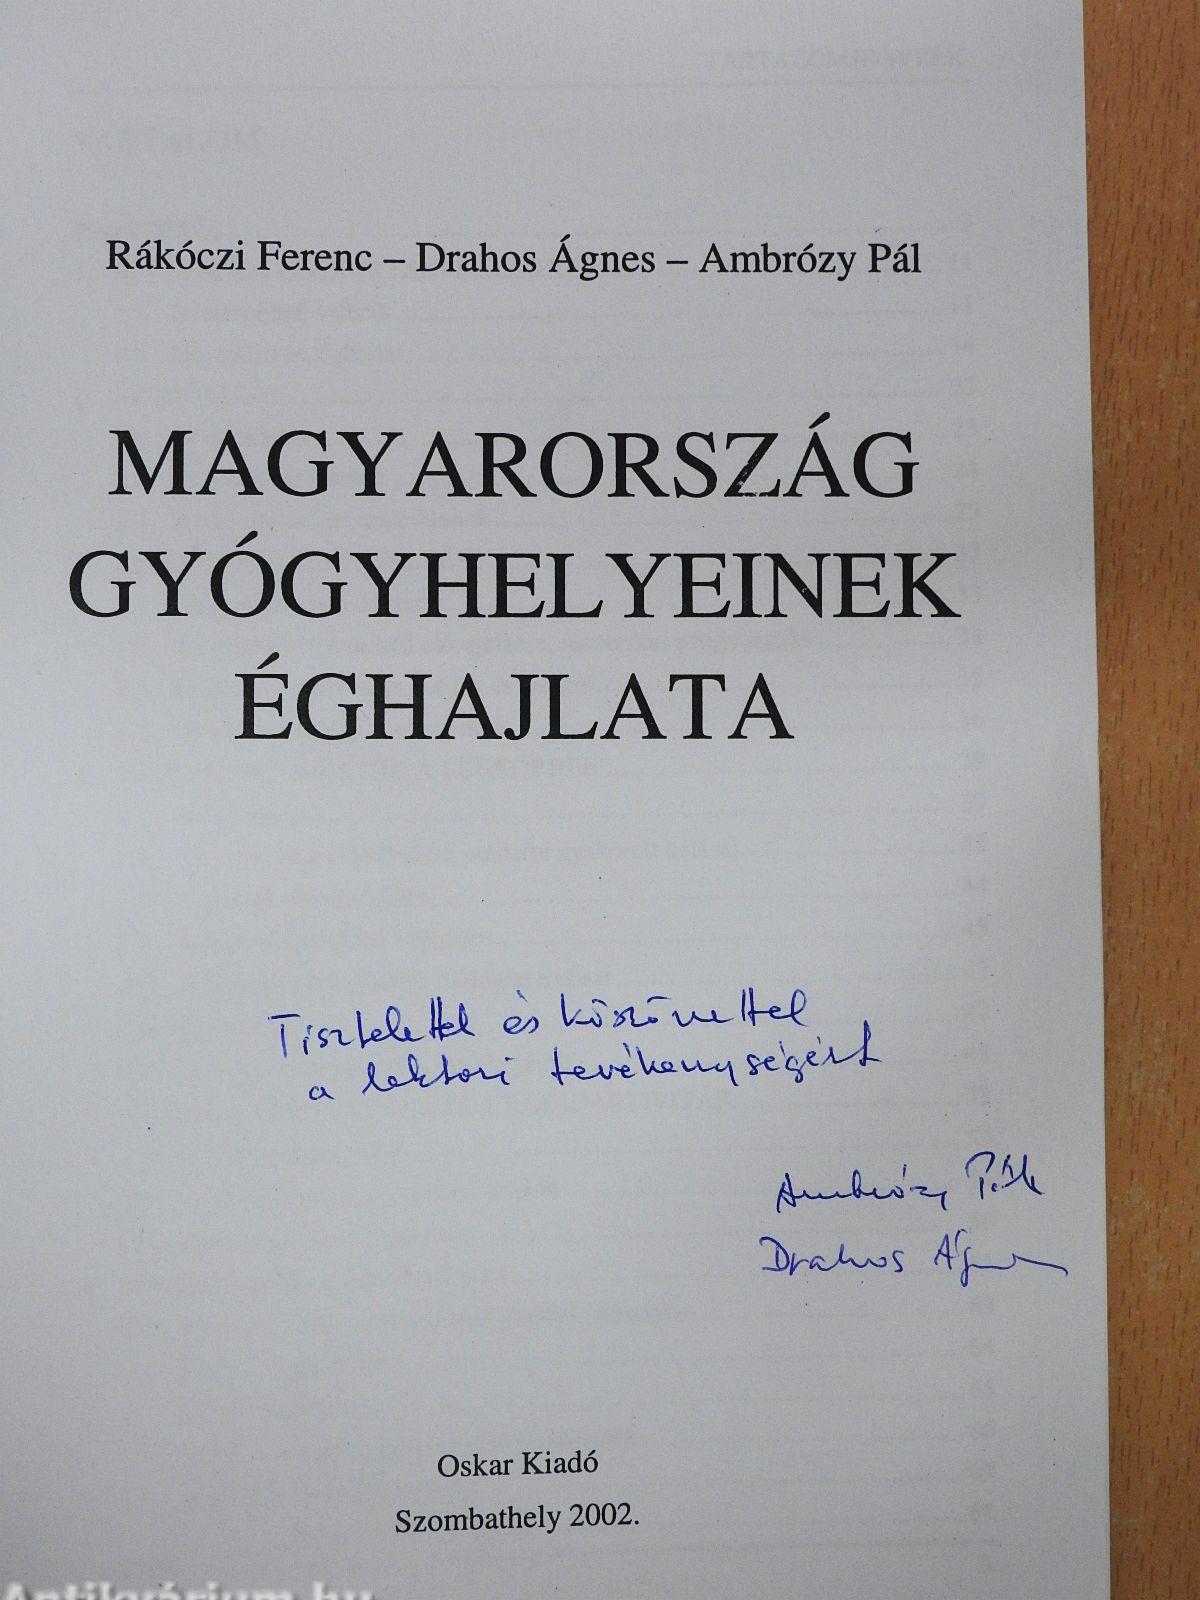 Rákóczi Ferenc – Drahos Ágnes – Ambrózy Pál
MAGYARORSZÁG
GYÓGYHELYEINEK
ÉGHAJLATA
Tisztelettel és köszönettel
a lektori tevékenységért
Ambrózy Pál
Drahos Ágnes
Oskar Kiadó
Szombathely 2002.
Antikvárium.hu